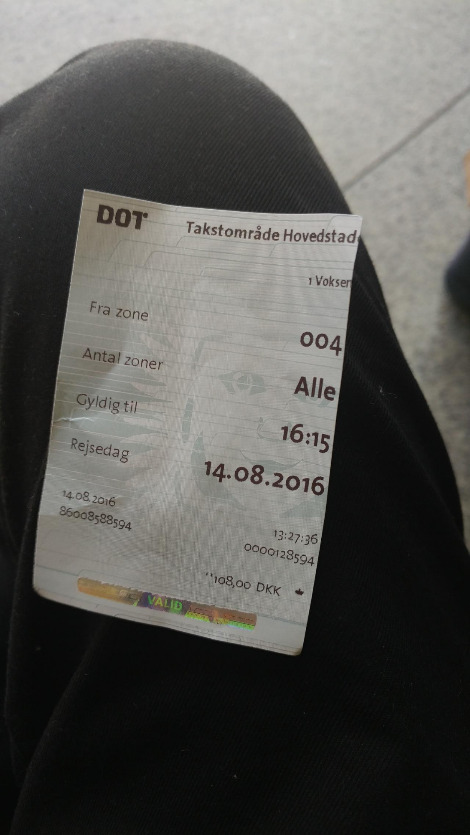 DOT Takstområde Hovedstad
1 Voksen
Fra zone 004
Antal zoner Alle
Gyldig til 16:15
Rejsedag 14.08.2016
14.08.2016 13:27:36
86008588594 0000128594
**108,00 DKK
VALID